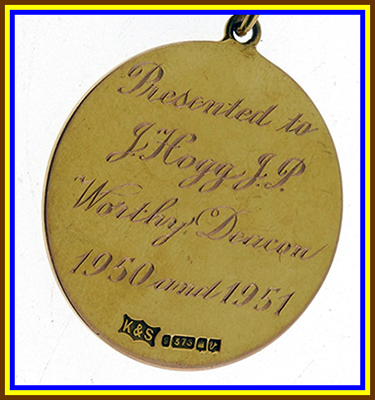 Presented to
J. Hogg J.P.
"Worthy" Deacon
1950 and 1951
K&S
9 .375 V